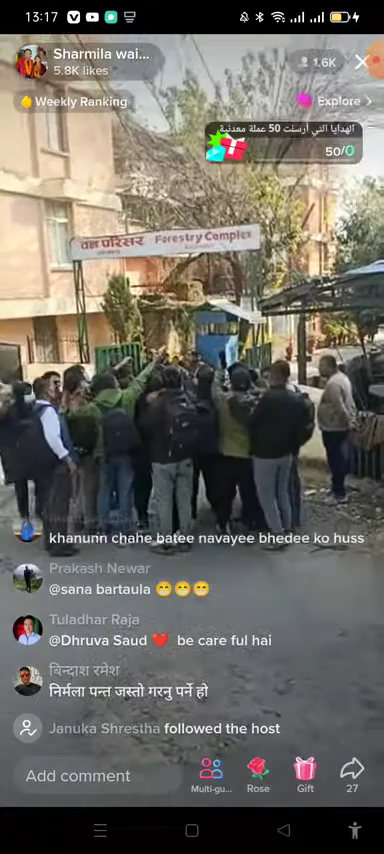 13:17
Sharmila wai...
5.8K likes
1.6K
Weekly Ranking
Explore >
الهدايا التي أرسلت 50 عملة معدنية
50/0
वन परिसर Forestry Complex
khanunn chahe batee navayee bhedee ko huss
Prakash Newar
@sana bartaula 😁😁😁
Tuladhar Raja
@Dhruva Saud ❤️ be care ful hai
बिन्दाश रमेश
निर्मला पन्त जस्तो गरनु पर्ने हो
Januka Shrestha followed the host
Add comment
Multi-gu...
Rose
Gift
27